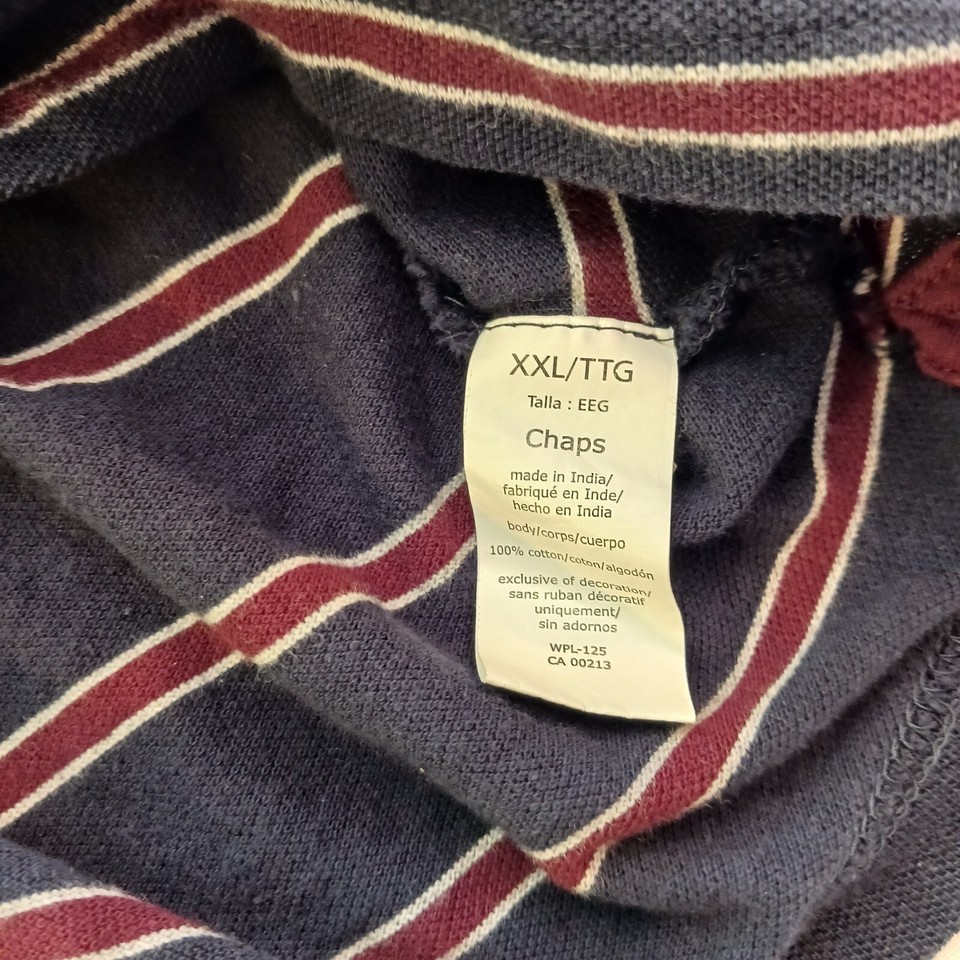 XXL/TTG
Talla : EEG
Chaps
made in India/
fabriqué en Inde/
hecho en India
body/corps/cuerpo
100% cotton/coton/algodón
exclusive of decoration/
sans ruban décoratif
uniquement/
sin adornos
WPL-125
CA 00213